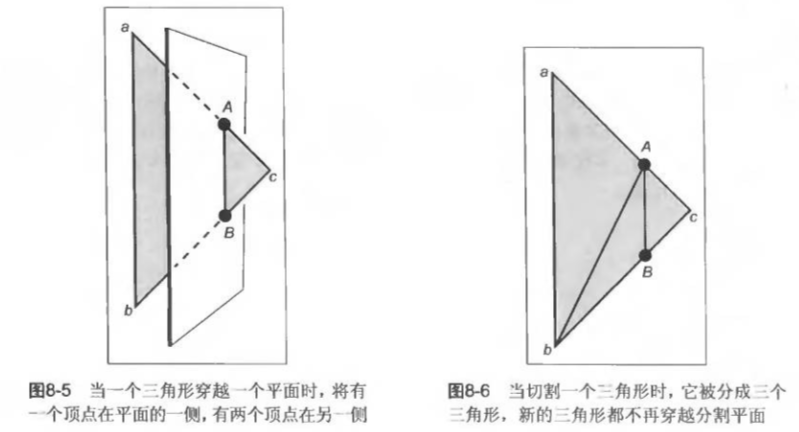 a
A
c
B
b
a
A
c
B
b
图8-5 当一个三角形穿越一个平面时，将有
一个顶点在平面的一侧，有两个顶点在另一侧
图8-6 当切割一个三角形时，它被分成三个
三角形，新的三角形都不再穿越分割平面